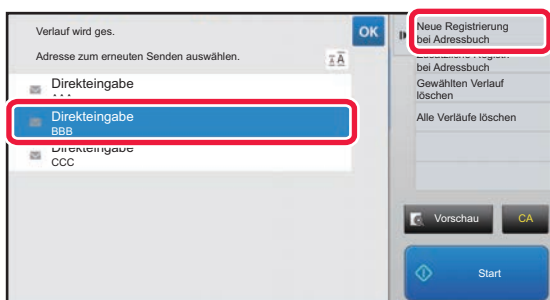 Verlauf wird ges.
OK
Adresse zum erneuten Senden auswählen.
Direkteingabe
Direkteingabe
BBB
Direkteingabe
CCC
Neue Registrierung
bei Adressbuch
bei Adressbuch
Gewählten Verlauf
löschen
Alle Verläufe löschen
Vorschau
CA
Start